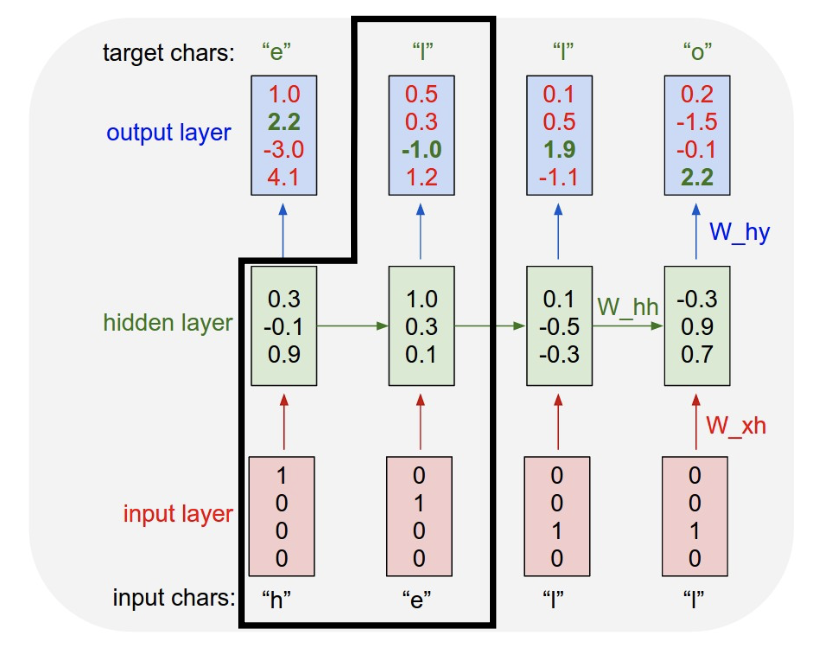 target chars: “e” “l” “l” “o”
output layer
1.0 0.5 0.1 0.2
2.2 0.3 0.5 -1.5
-3.0 -1.0 1.9 -0.1
4.1 1.2 -1.1 2.2
W_hy
hidden layer
0.3 1.0 0.1 -0.3
-0.1 0.3 -0.5 0.9
0.9 0.1 -0.3 0.7
W_hh
W_xh
input layer
1 0 0 0
0 1 0 0
0 0 1 1
0 0 0 0
input chars: “h” “e” “l” “l”